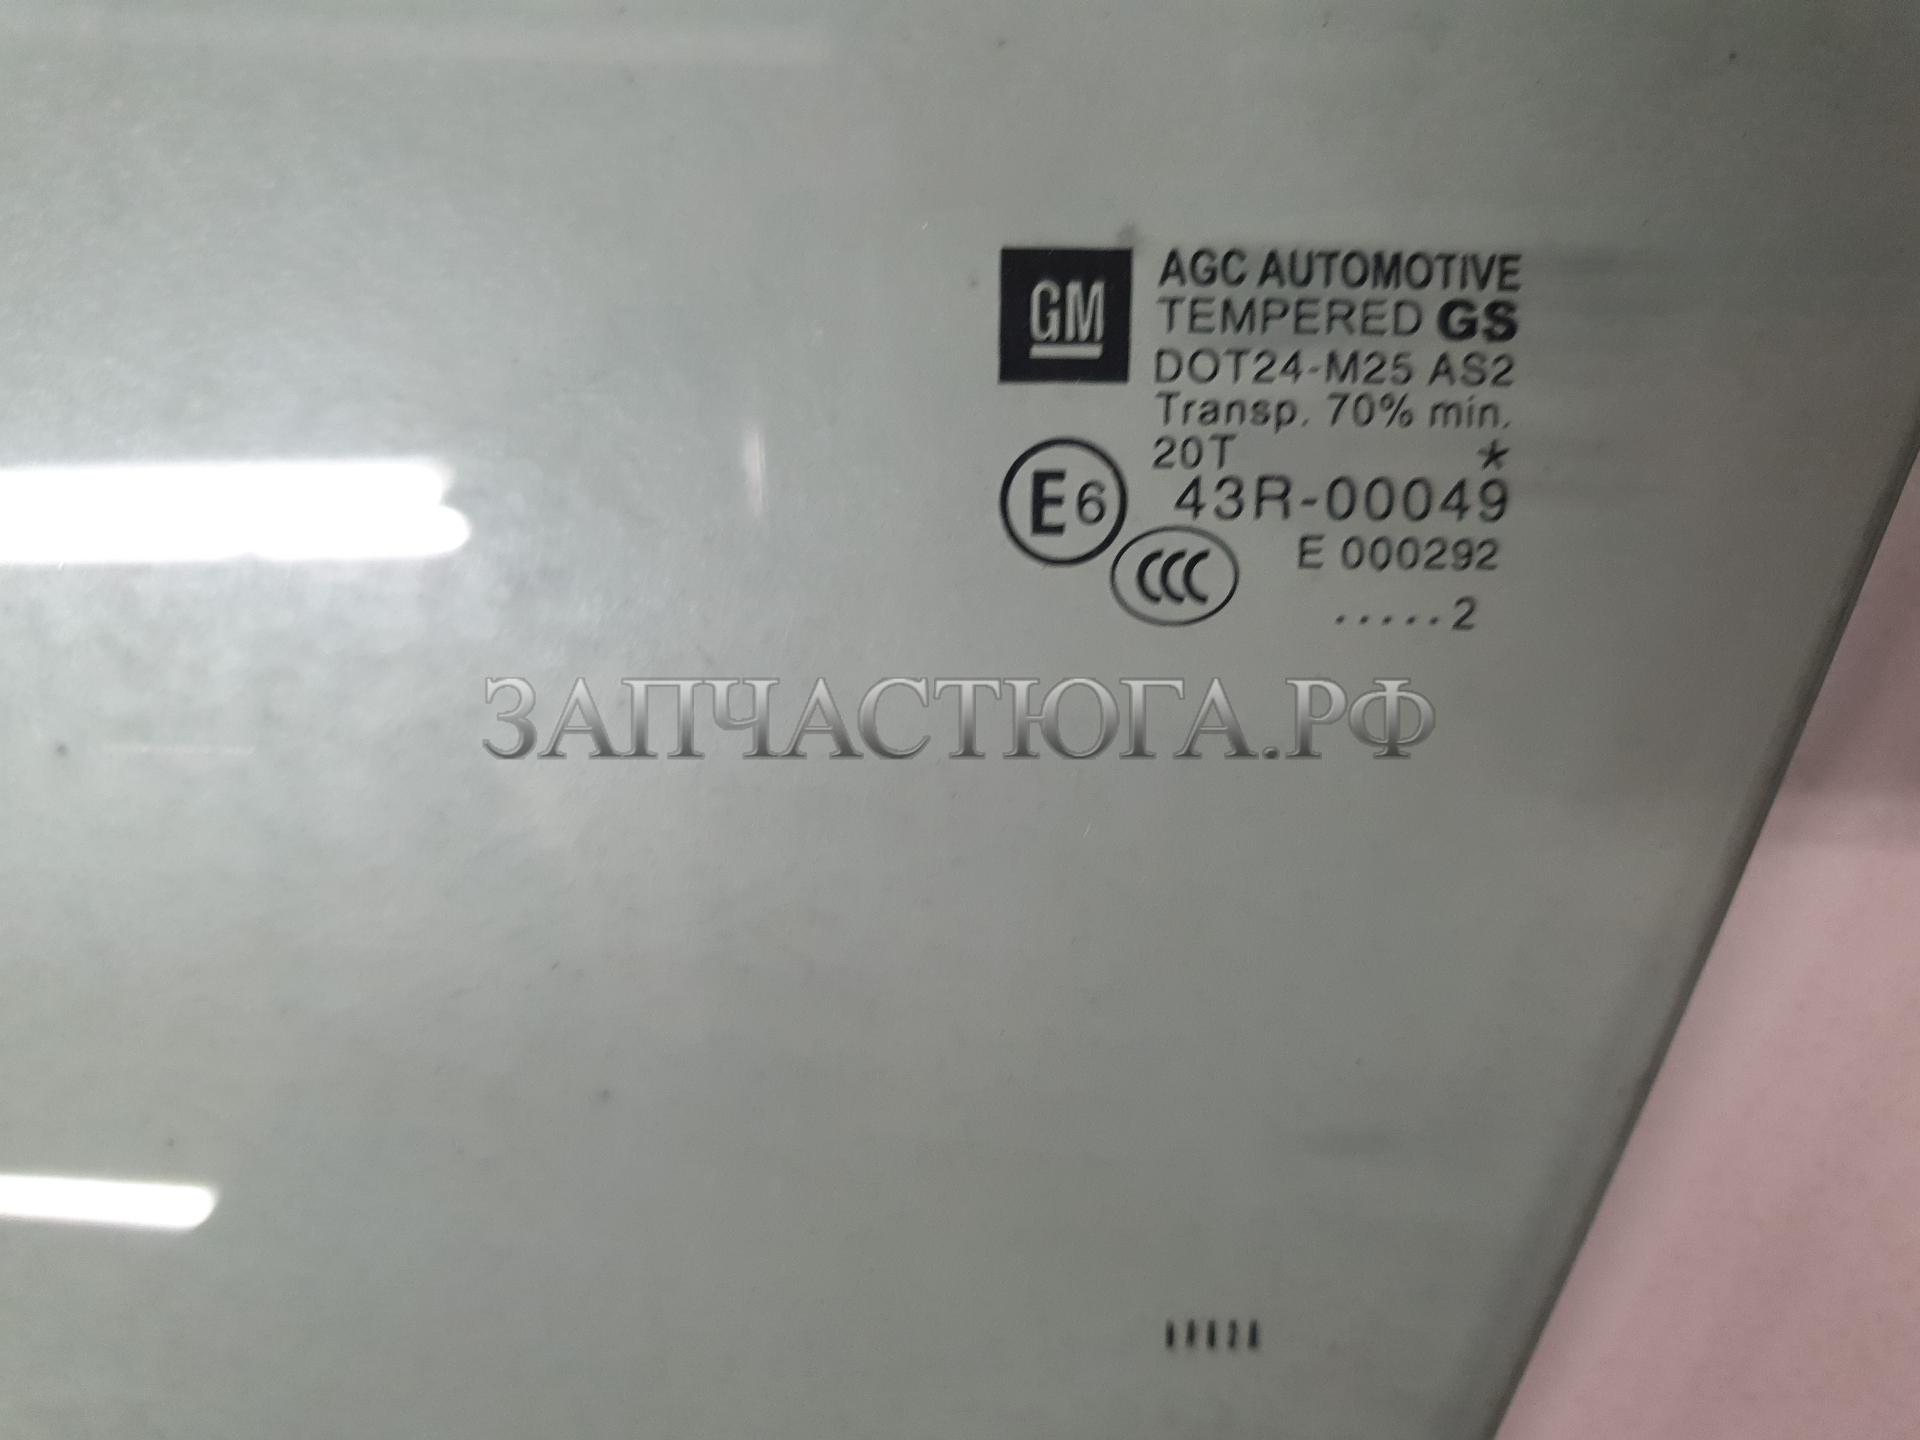 GM
AGC AUTOMOTIVE
TEMPERED GS
DOT24-M25 AS2
Transp. 70% min.
20T *
E6 43R-00049
CCC E 000292
.....2
ЗАПЧАСТЮГА.РФ